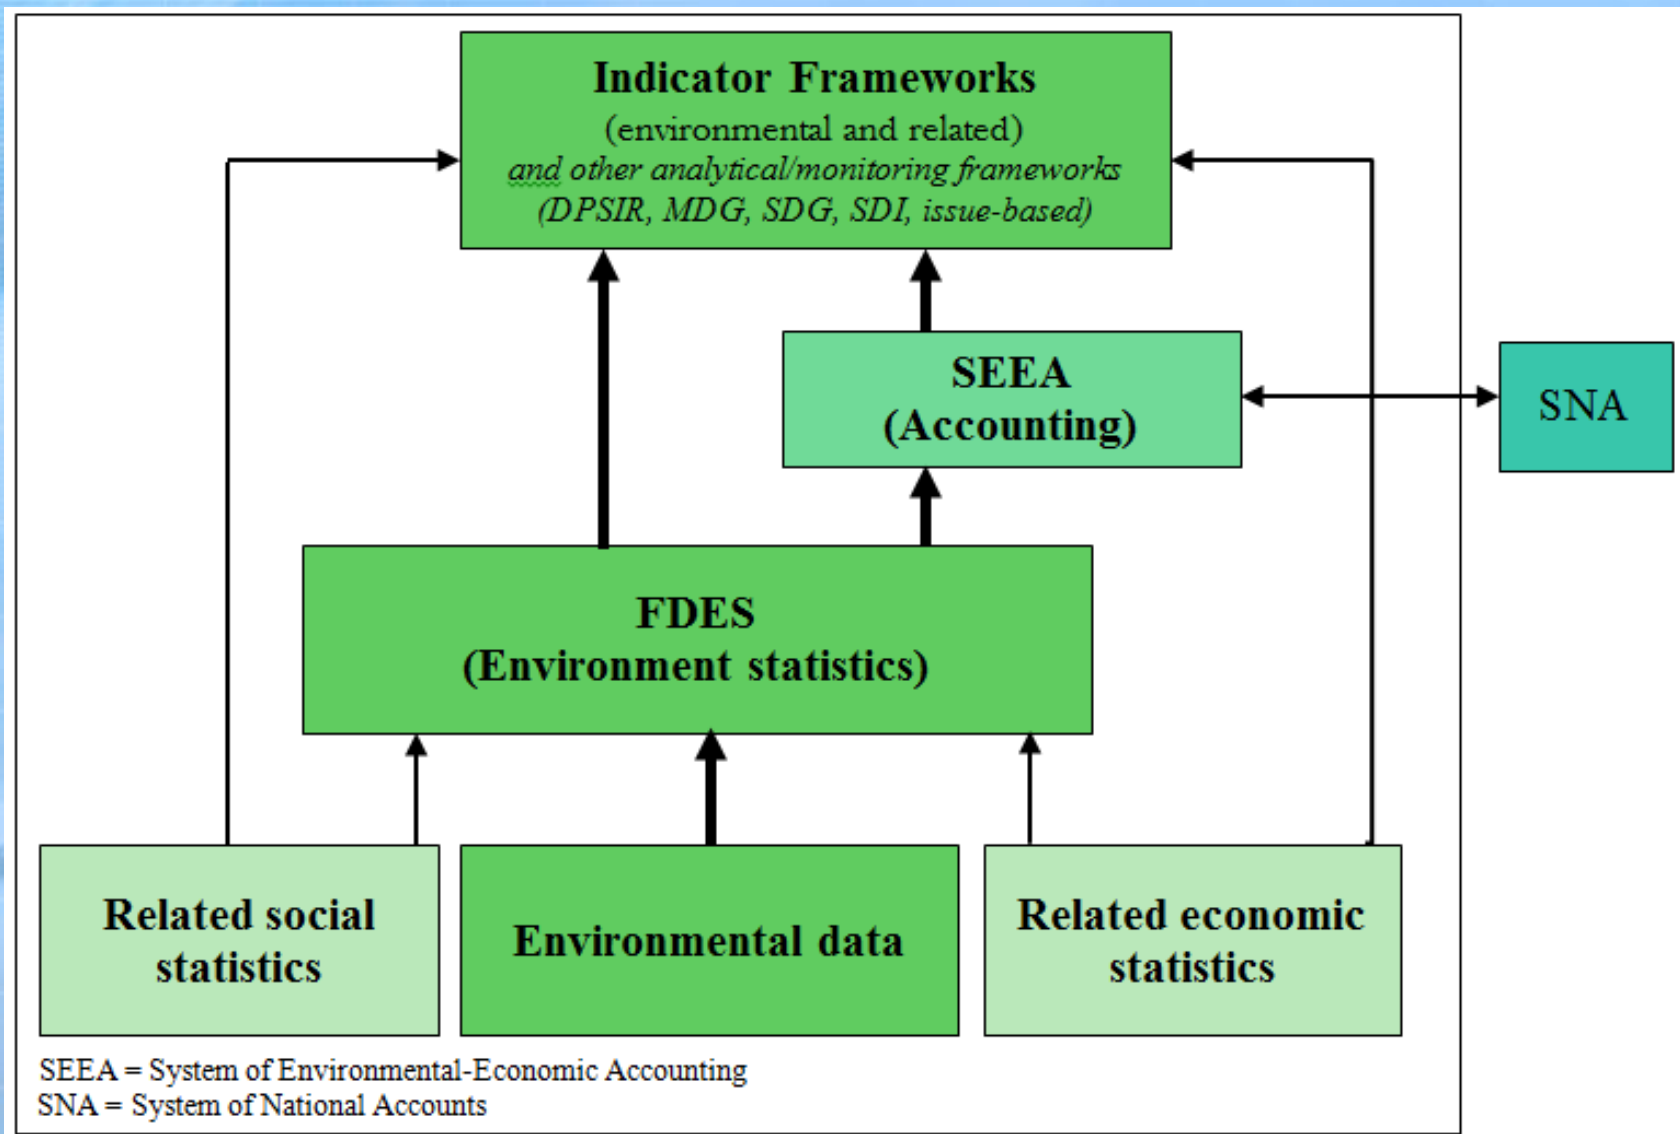 Indicator Frameworks
(environmental and related)
and other analytical/monitoring frameworks
(DPSIR, MDG, SDG, SDI, issue-based)
SEEA
(Accounting)
SNA
FDES
(Environment statistics)
Related social
statistics
Environmental data
Related economic
statistics
SEEA = System of Environmental-Economic Accounting
SNA = System of National Accounts